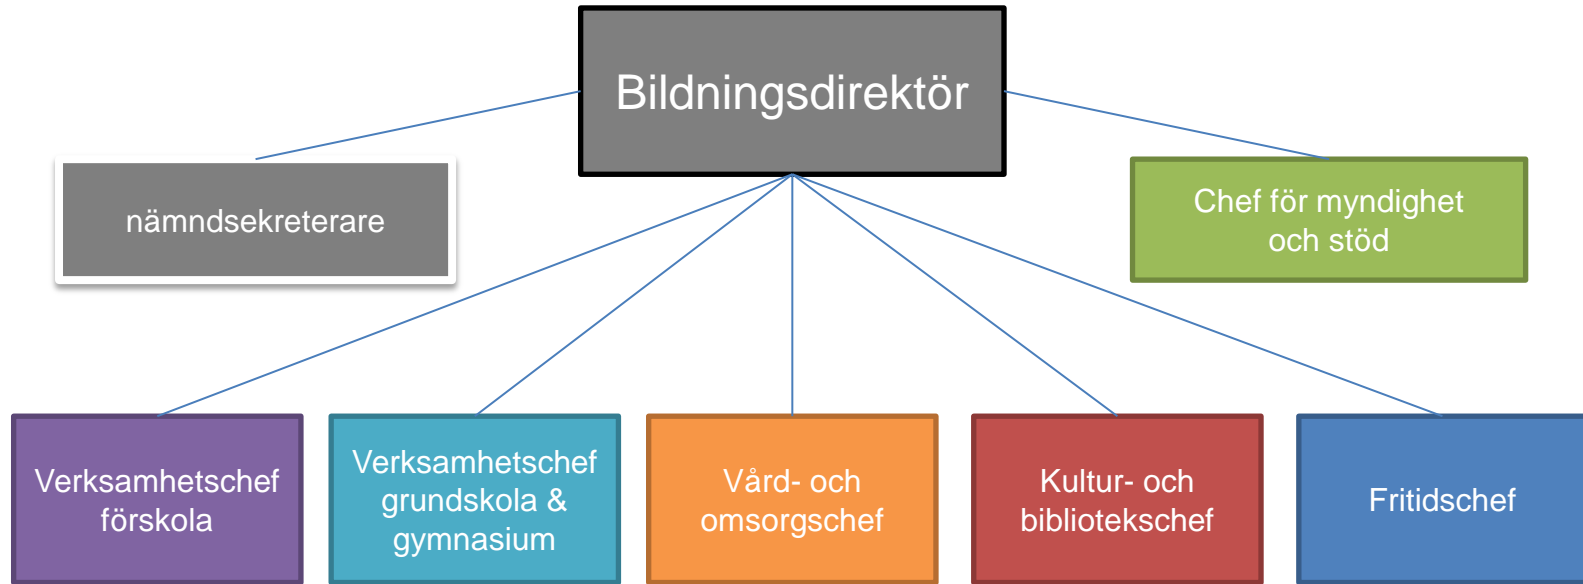 Bildningsdirektör
nämndsekreterare
Chef för myndighet
och stöd
Verksamhetschef
förskola
Verksamhetschef
grundskola &
gymnasium
Vård- och
omsorgschef
Kultur- och
bibliotekschef
Fritidschef